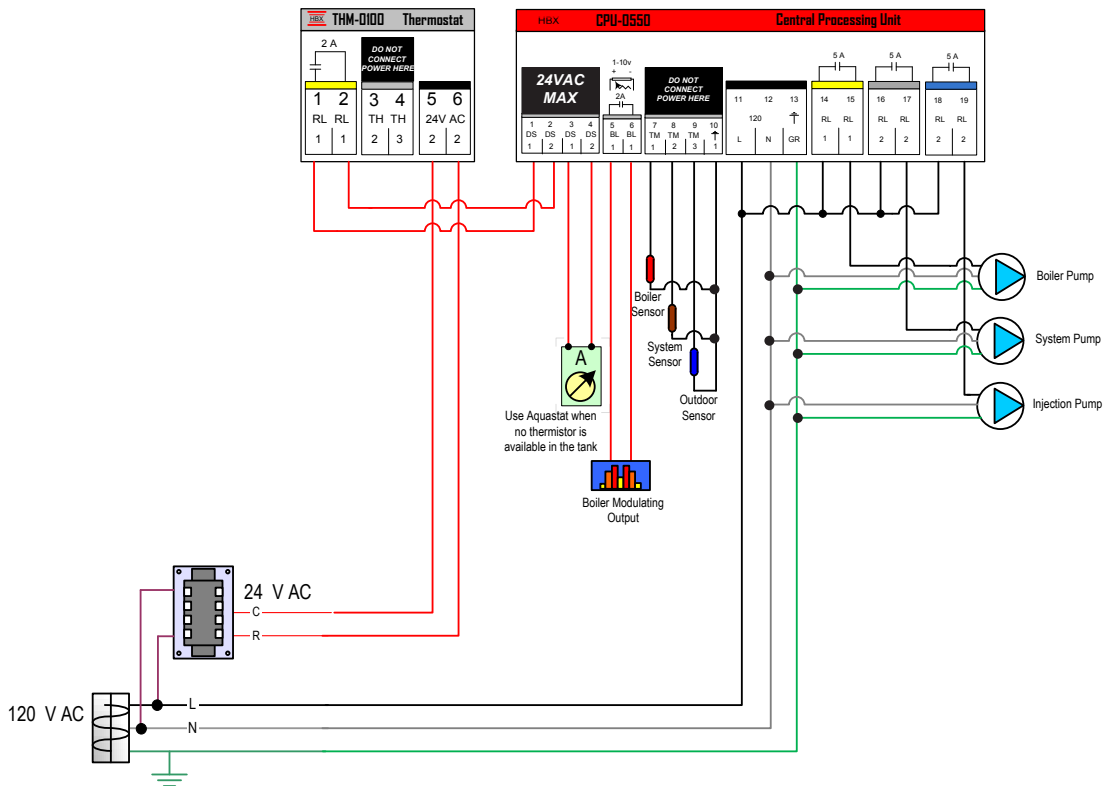 HBX THM-0100 Thermostat
2 A
DO NOT
CONNECT
POWER HERE
1 2 3 4 5 6
RL RL TH TH 24V AC
1 1 2 3 2 2
HBX CPU-0550 Central Processing Unit
24VAC
MAX
1-10v
+ -
2A
DO NOT
CONNECT
POWER HERE
5 A
5 A
5 A
1 2 3 4 5 6 7 8 9 10 11 12 13 14 15 16 17 18 19
DS DS DS DS BL BL TM TM TM 120 RL RL RL RL RL RL
1 2 1 2 1 1 1 2 3 1 L N GR 1 1 2 2 2 2
Boiler
Sensor
System
Sensor
Outdoor
Sensor
Boiler Pump
System Pump
Injection Pump
A
Use Aquastat when
no thermistor is
available in the tank
Boiler Modulating
Output
24 V AC
C
R
120 V AC
L
N